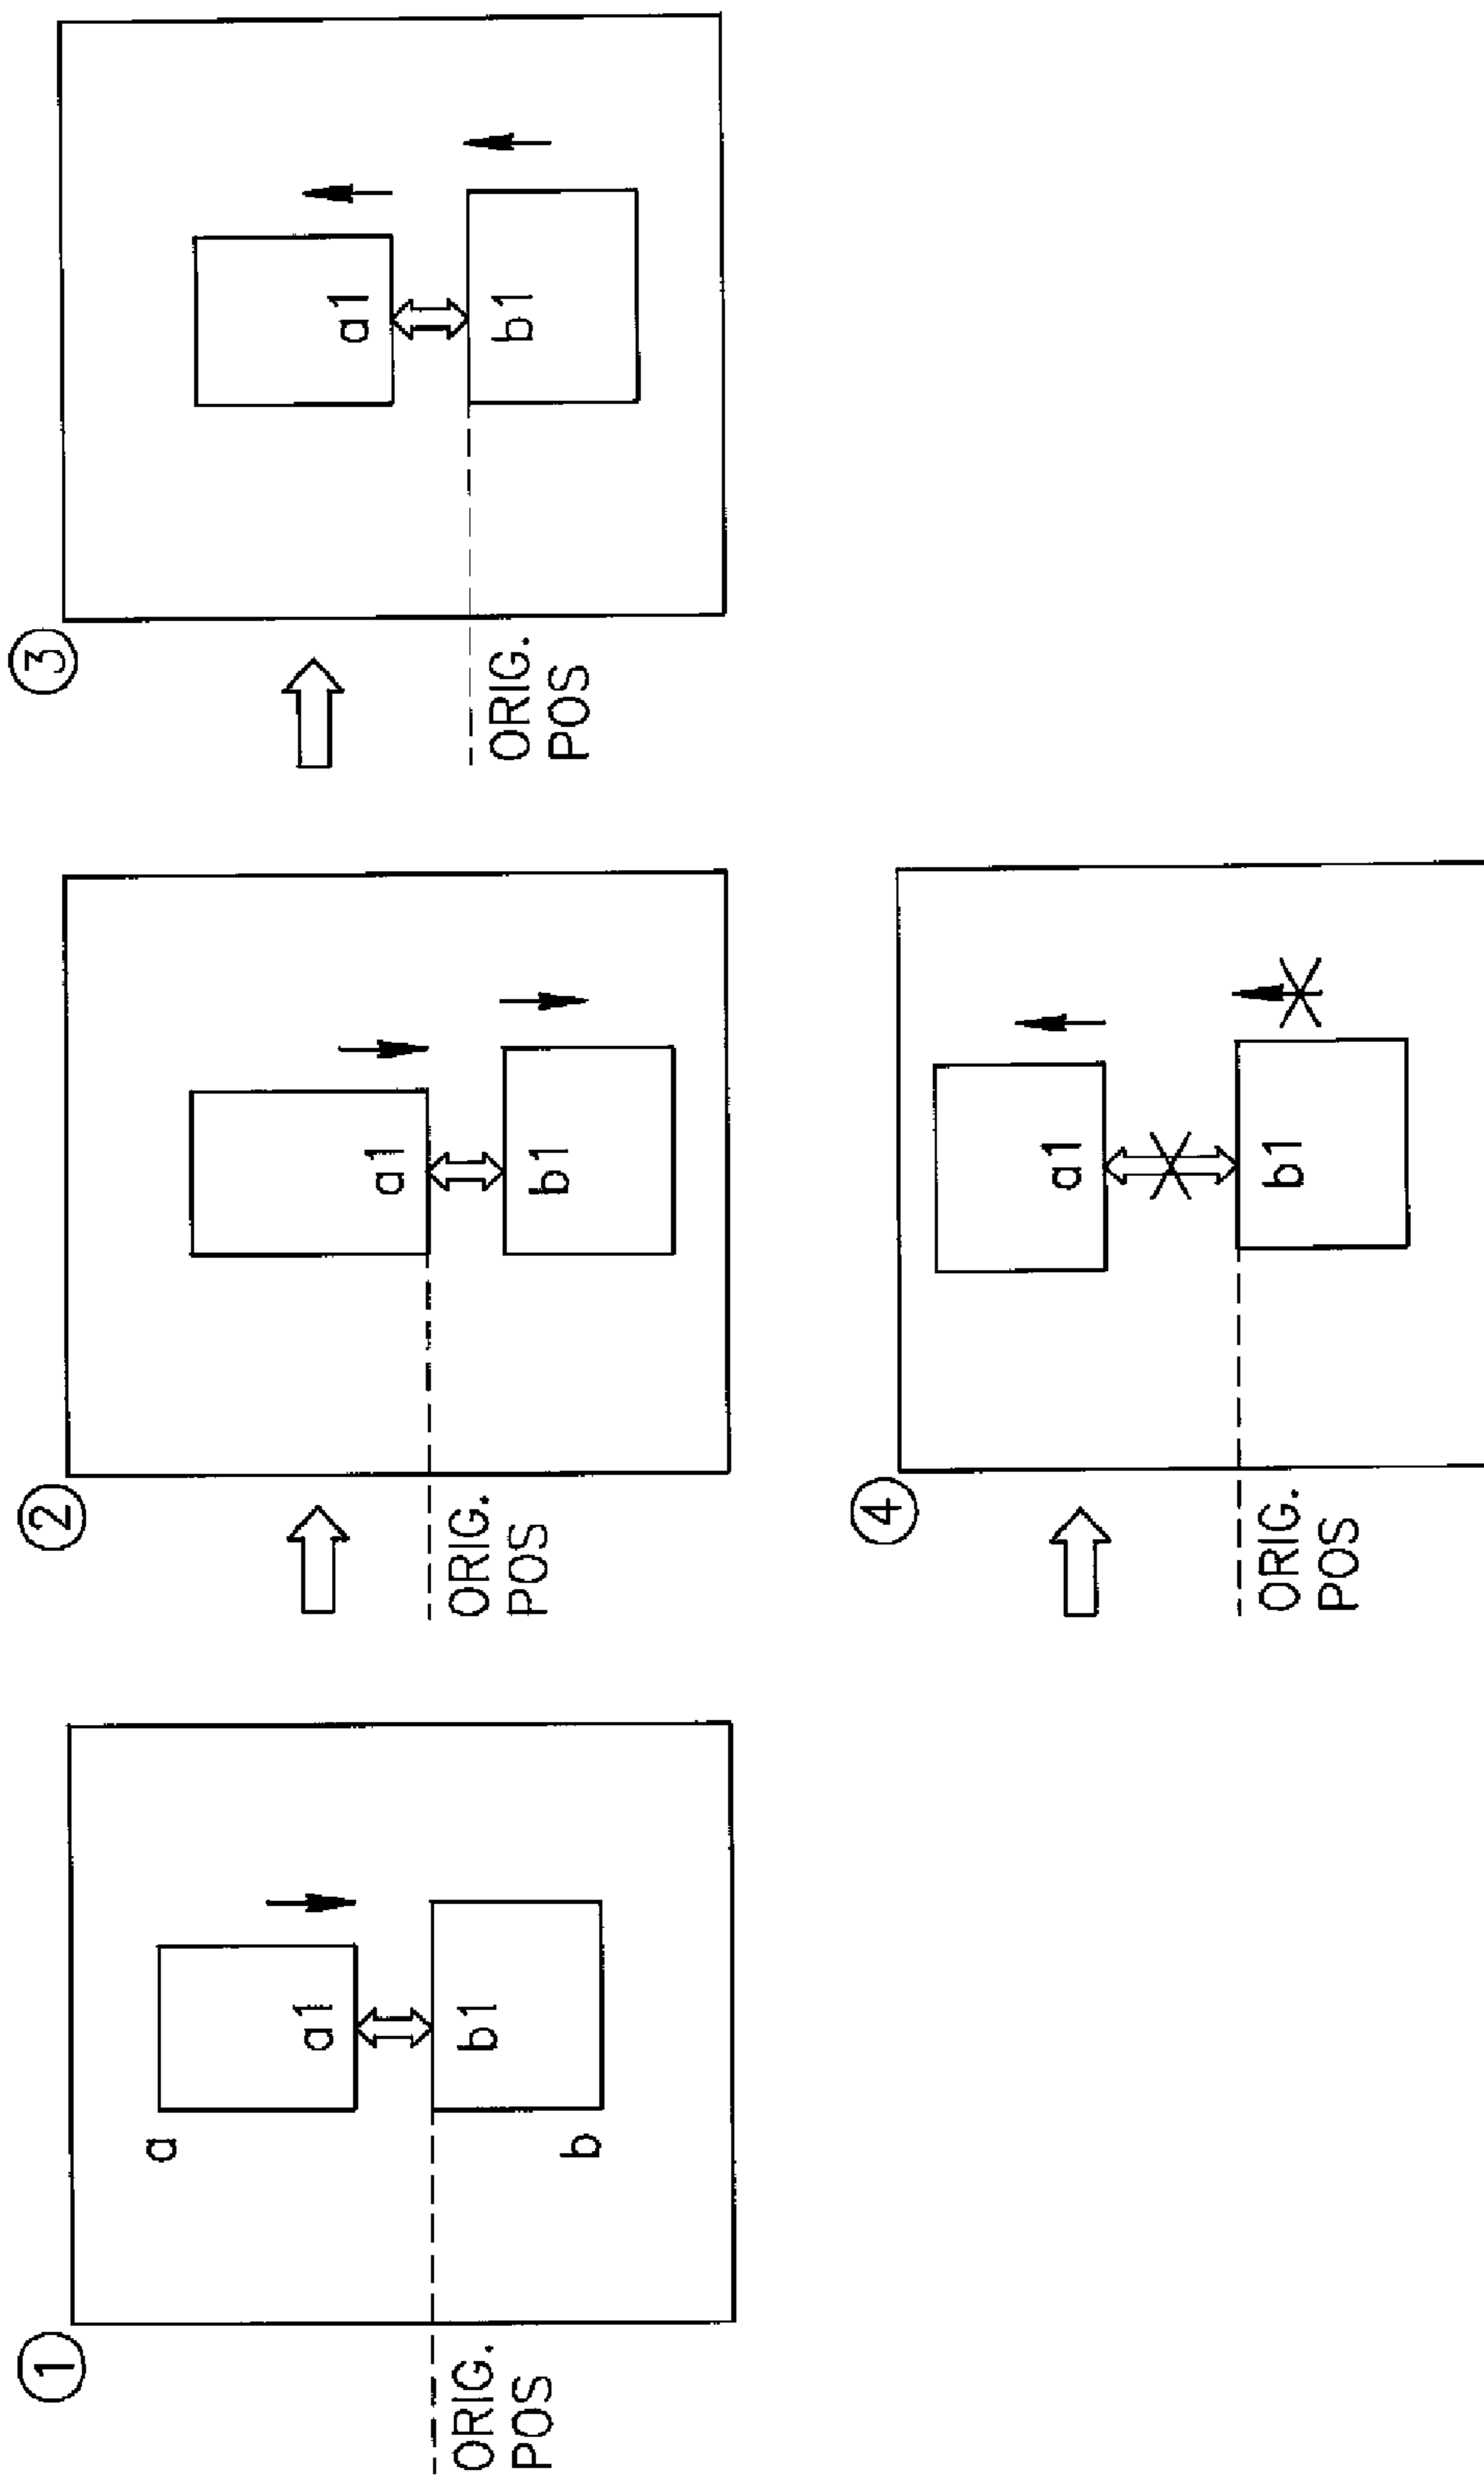 ①
a
a1
b1
b
ORIG.
POS
②
a1
b1
ORIG.
POS
③
a1
b1
ORIG.
POS
④
a1
b1
ORIG.
POS